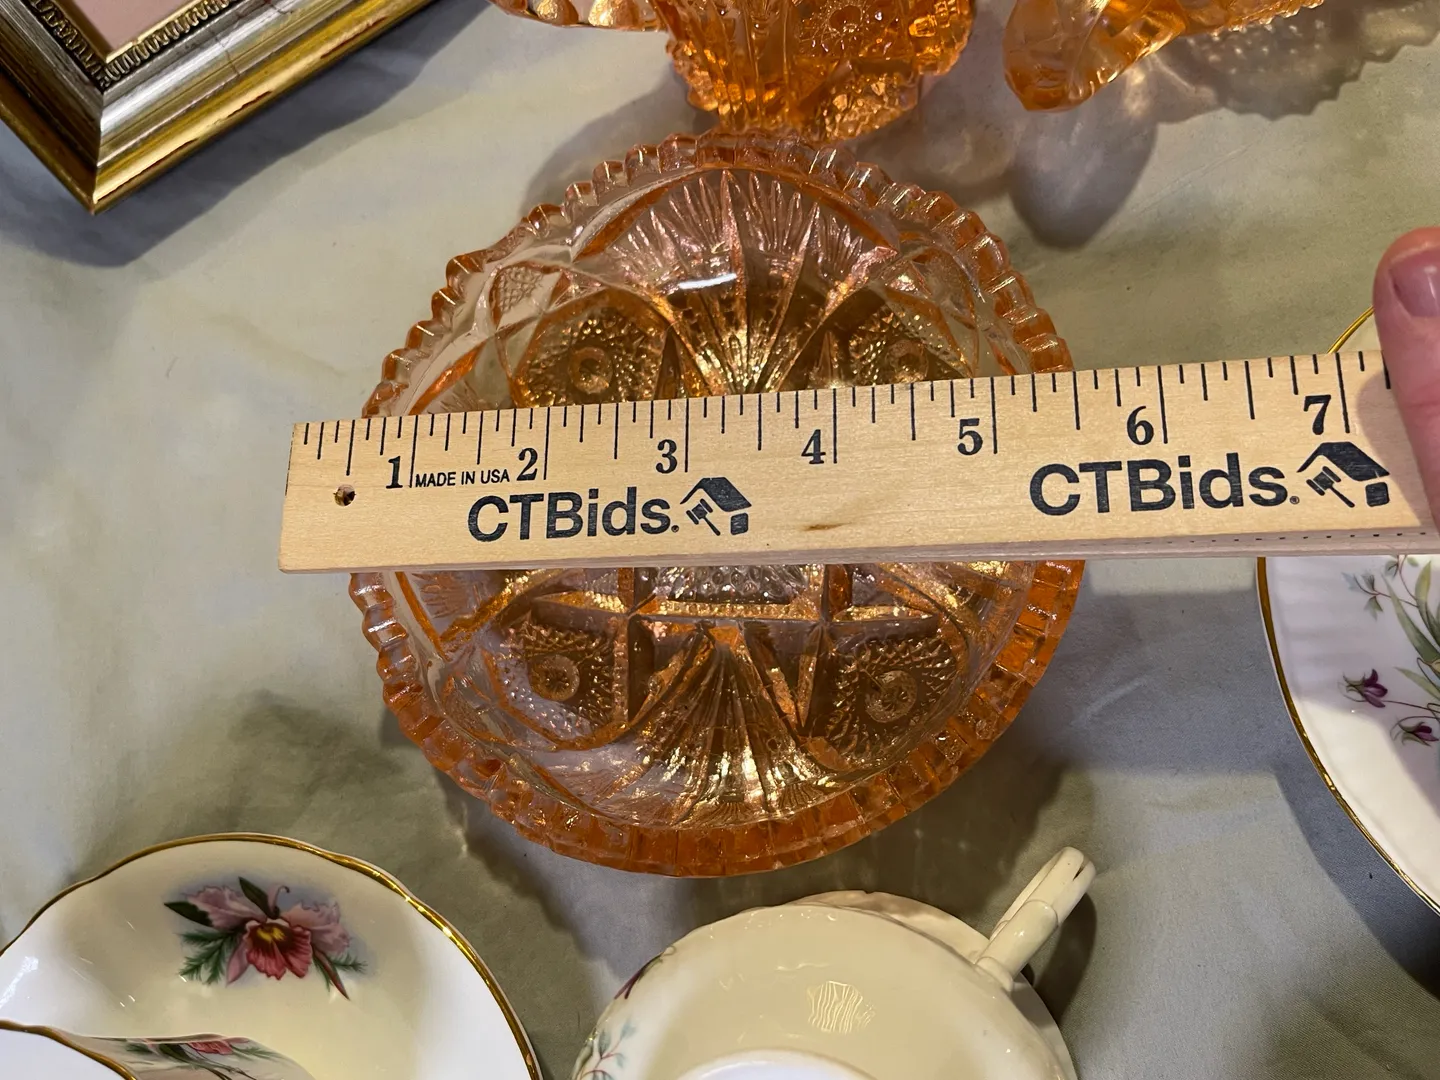 1 2 3 4 5 6 7
MADE IN USA
CTBids. CTBids.®